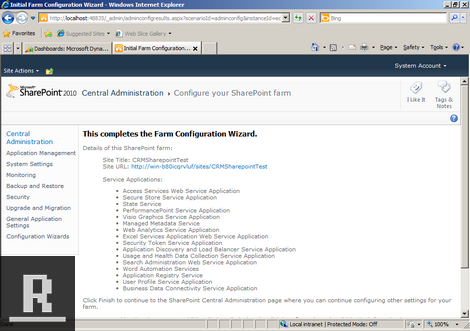 Initial Farm Configuration Wizard - Windows Internet Explorer
http://localhost:48835/_admin/adminconfigresults.aspx?scenarioId=adminconfig&instanceId=ec
Bing
Favorites Suggested Sites Web Slice Gallery
Dashboards: Microsoft Dyna... Initial Farm Configuration... Page Safety Tools
Site Actions System Account
Microsoft
SharePoint 2010 Central Administration Configure your SharePoint farm
I Like It Tags &
Notes
Central
Administration
Application Management
System Settings
Monitoring
Backup and Restore
Security
Upgrade and Migration
General Application
Settings
Configuration Wizards
This completes the Farm Configuration Wizard.
Details of this SharePoint farm:
Site Title: CRMSharepointTest
Site URL: http://win-b80icqrvluf/sites/CRMSharepointTest
Service Applications:
Access Services Web Service Application
Secure Store Service Application
State Service
PerformancePoint Service Application
Visio Graphics Service Application
Managed Metadata Service
Web Analytics Service Application
Excel Services Application Web Service Application
Security Token Service Application
Application Discovery and Load Balancer Service Application
Usage and Health Data Collection Service Application
Search Administration Web Service Application
Word Automation Services
Application Registry Service
User Profile Service Application
Business Data Connectivity Service Application
Click Finish to continue to the SharePoint Central Administration page where you can continue configuring other settings for your
farm.
R
Local intranet | Protected Mode: Off 100%